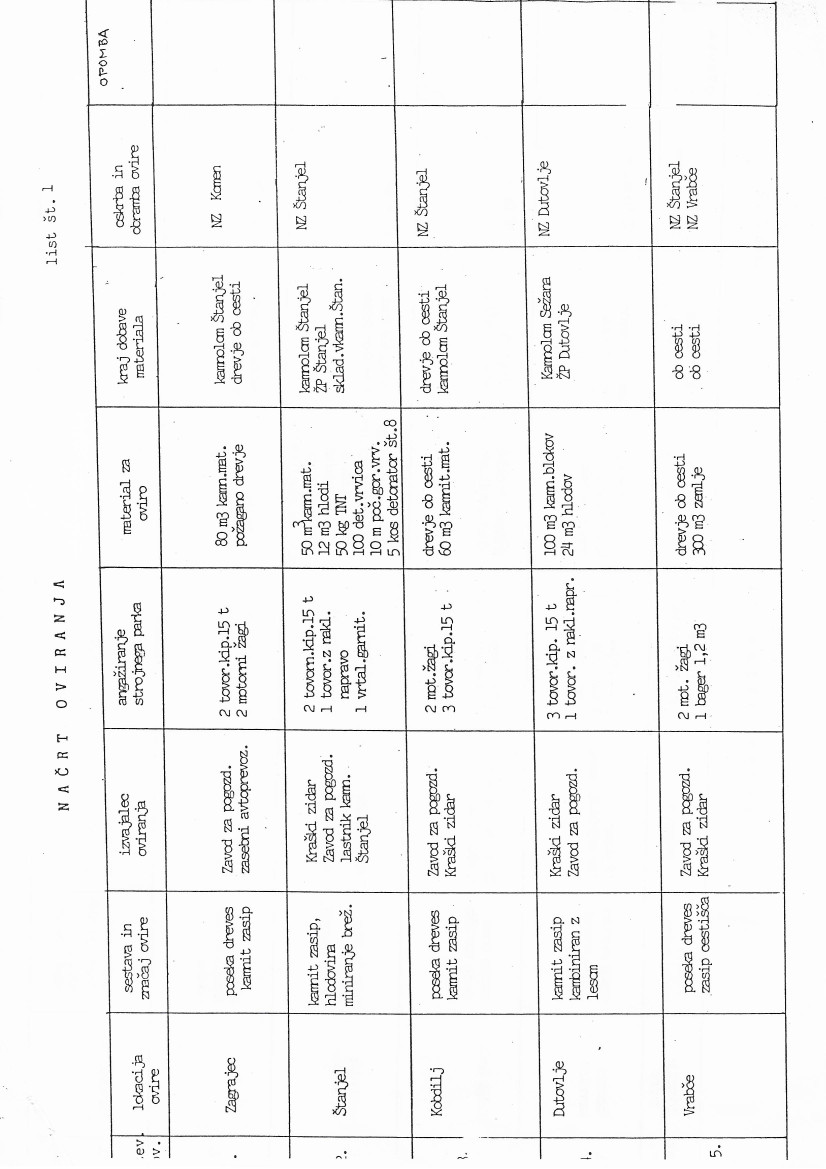 list št. 1
N A Č R T   O V I R A N J A
lokacija
ovire
sestava in
značaj ovire
izvajalec
oviranja
angažiranje
strojnega parka
material za
oviro
kraj dobave
materiala
oskrba in
obramba ovire
OPOMBA
Zagrajec
poseka dreves
kamnit zasip
Zavod za pogozd.
zasebni avtoprevoz.
2 tovor.kip.15 t
2 motorni žagi
80 m3 kamn.mat.
požagano drevje
kamnolom Štanjel
drevje ob cesti
NZ Komen
Štanjel
kamnit zasip,
hlodovina
miniranje brež.
Kraški zidar
Zavod za pogozd.
lastnik kamn.
Štanjel
2 tovorn.kip.15 t
1 tovor.z nakl.
napravo
1 vrtal.garnit.
50 m3kamn.mat.
12 m3 hlodi
50 kg TNT
100 det.vrvica
10 m poč.gor.vrv.
5 kos detonator št.8
kamnolom Štanjel
ŽP Štanjel
sklad.vkamn.Štan.
NZ Štanjel
3.
Kobdilj
poseka dreves
kamnit zasip
Zavod za pogozd.
Kraški zidar
2 mot.žagi
3 tovor.kip.15 t
drevje ob cesti
60 m3 kamnit.mat.
drevje ob cesti
kamnolom Štanjel
NZ Štanjel
4.
Dutovlje
kamnit zasip
kombiniran z
lesom
Kraški zidar
Zavod za pogozd.
3 tovor.kip. 15 t
1 tovor. z nakl.napr.
100 m3 kamn.blokov
24 m3 hlodov
Kamnolom Sežana
ŽP Dutovlje
NZ Dutovlje
5.
Vrabče
poseka dreves
zasip cestišča
Zavod za pogozd.
Kraški zidar
2 mot. žagi
1 bager 1,2 m3
drevje ob cesti
300 m3 zemlje
ob cesti
ob cesti
NZ Štanjel
NZ Vrabče